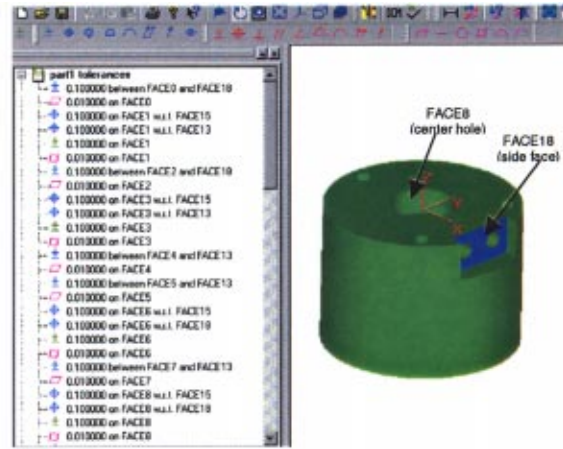 DIM
part1 tolerances
0.100000 between FACE0 and FACE18
0.010000 on FACE0
0.100000 on FACE1 w.r.t. FACE15
0.100000 on FACE1 w.r.t. FACE13
0.100000 on FACE1
0.010000 on FACE1
0.100000 between FACE2 and FACE18
0.010000 on FACE2
0.100000 on FACE3 w.r.t. FACE15
0.100000 on FACE3 w.r.t. FACE13
0.100000 on FACE3
0.010000 on FACE3
0.100000 between FACE4 and FACE13
0.010000 on FACE4
0.100000 between FACE5 and FACE13
0.010000 on FACE5
0.100000 on FACE6 w.r.t. FACE15
0.100000 on FACE6 w.r.t. FACE18
0.100000 on FACE6
0.010000 on FACE6
0.100000 between FACE7 and FACE13
0.010000 on FACE7
0.100000 on FACE8 w.r.t. FACE15
0.100000 on FACE8 w.r.t. FACE18
0.100000 on FACE8
0.010000 on FACE8
FACE8
(center hole)
FACE18
(side face)